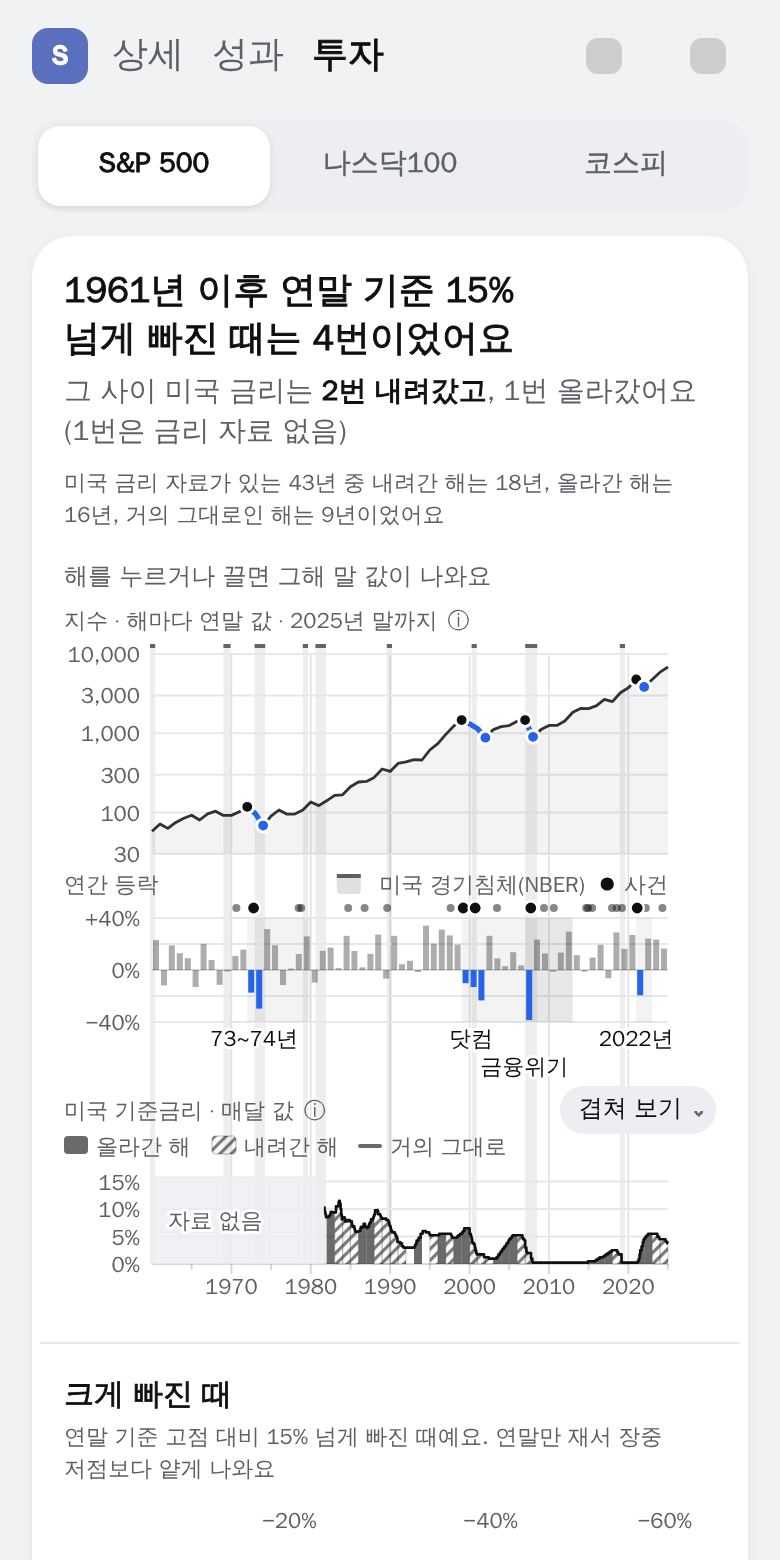 S 상세 성과 투자
S&P 500 나스닥100 코스피
1961년 이후 연말 기준 15%
넘게 빠진 때는 4번이었어요
그 사이 미국 금리는 2번 내려갔고, 1번 올라갔어요
(1번은 금리 자료 없음)
미국 금리 자료가 있는 43년 중 내려간 해는 18년, 올라간 해는
16년, 거의 그대로인 해는 9년이었어요
해를 누르거나 끌면 그해 말 값이 나와요
지수 · 해마다 연말 값 · 2025년 말까지 ⓘ
10,000
3,000
1,000
300
100
30
연간 등락 미국 경기침체(NBER) 사건
+40%
0%
−40%
73~74년 닷컴 2022년
금융위기
미국 기준금리 · 매달 값 ⓘ 겹쳐 보기
올라간 해 내려간 해 거의 그대로
15%
10%
자료 없음
5%
0%
1970 1980 1990 2000 2010 2020
크게 빠진 때
연말 기준 고점 대비 15% 넘게 빠진 때예요. 연말만 재서 장중
저점보다 얕게 나와요
−20% −40% −60%